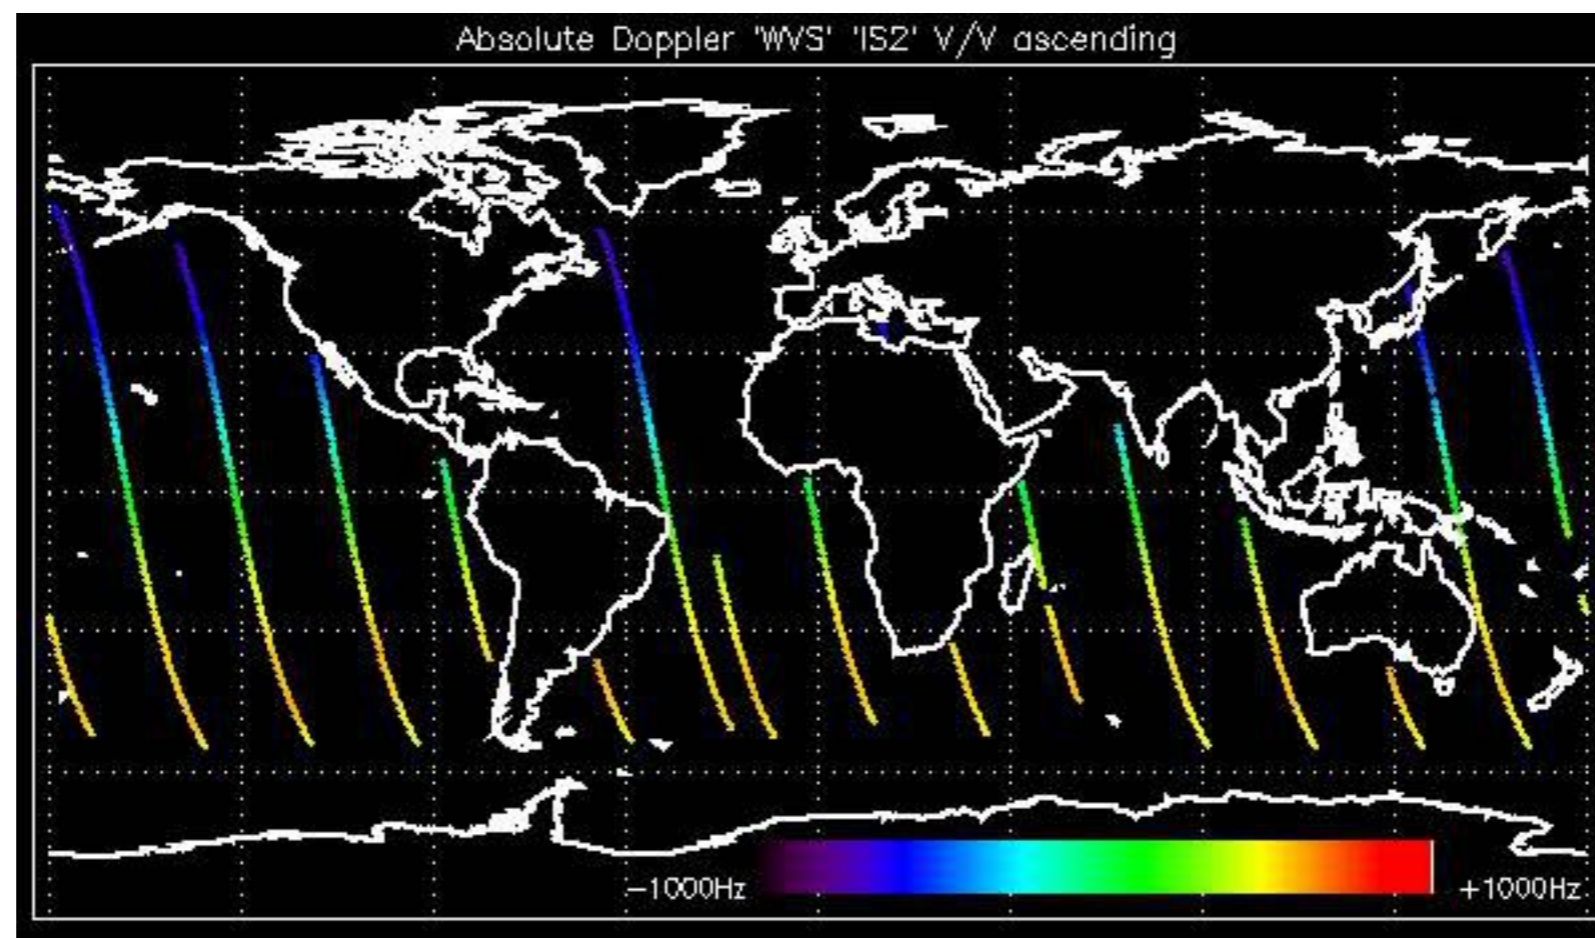 Absolute Doppler 'WVS' 'IS2' V/V ascending
−1000Hz +1000Hz